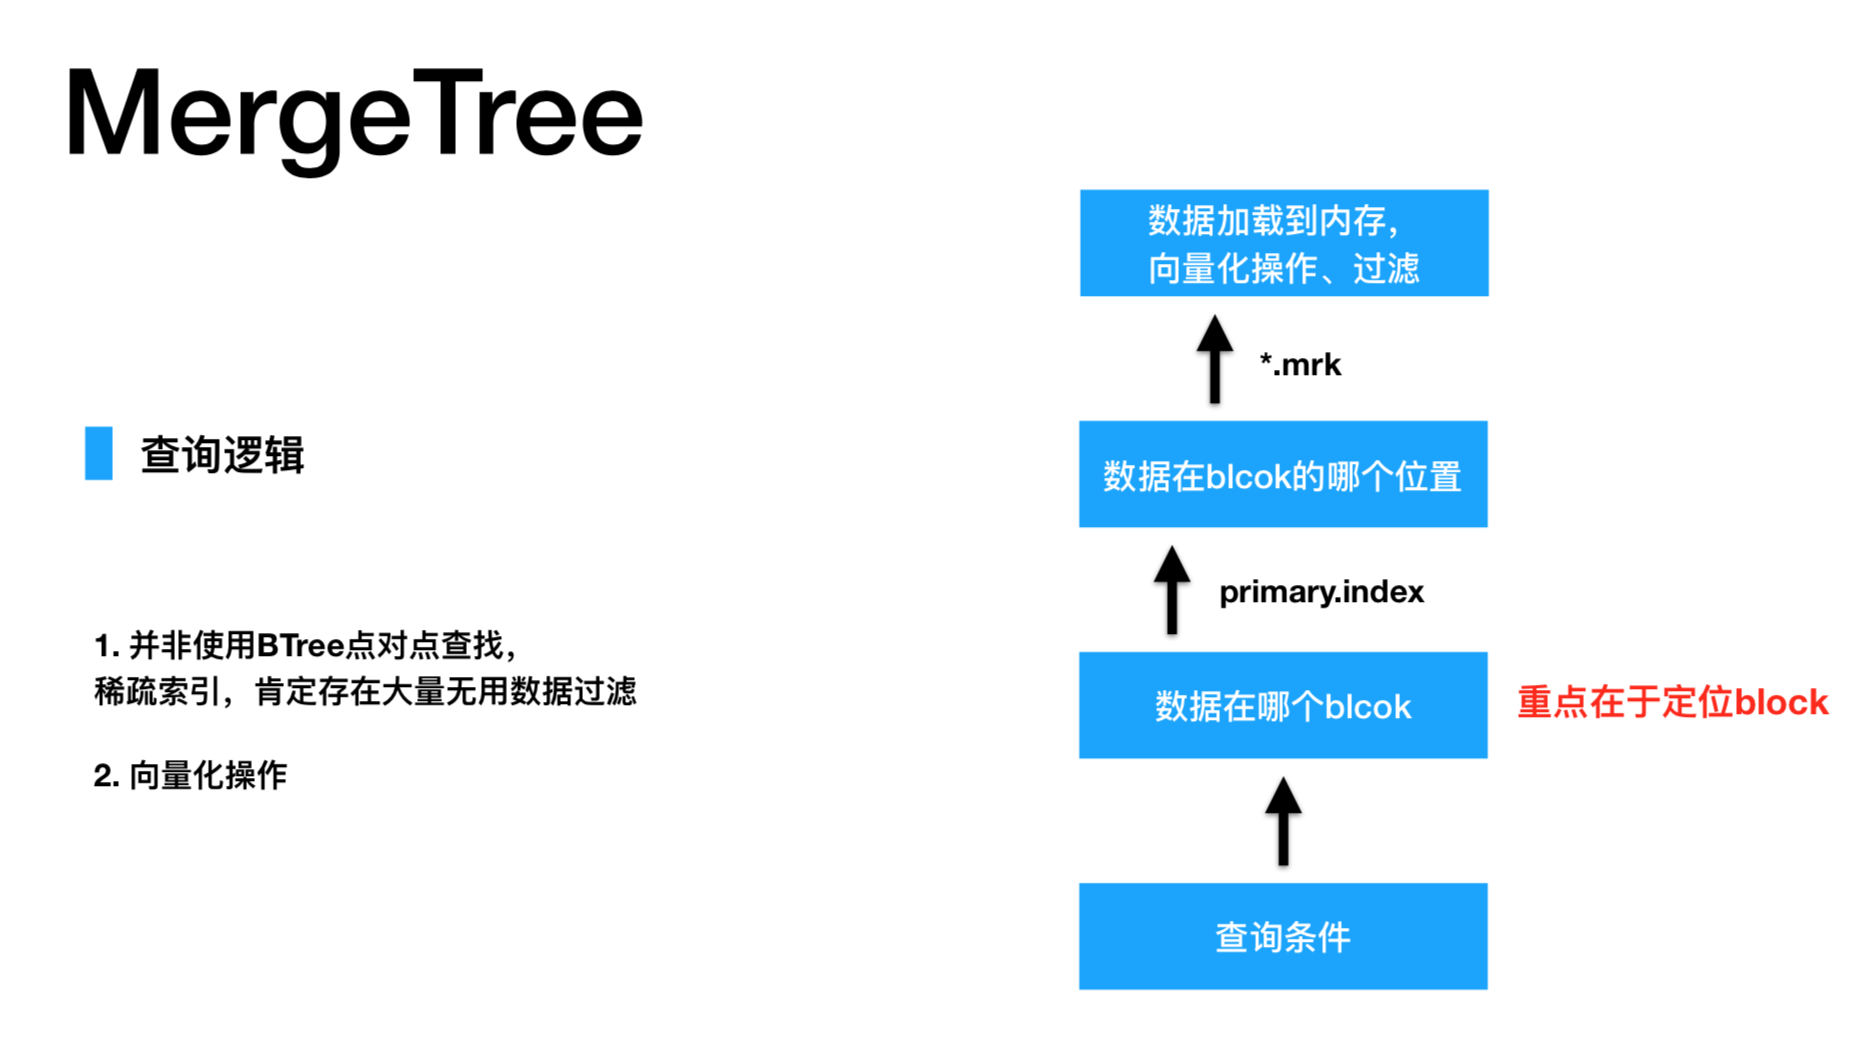 MergeTree
查询逻辑
1. 并非使用BTree点对点查找，
稀疏索引，肯定存在大量无用数据过滤
2. 向量化操作
数据加载到内存，
向量化操作、过滤
*.mrk
数据在blcok的哪个位置
primary.index
数据在哪个blcok
重点在于定位block
查询条件